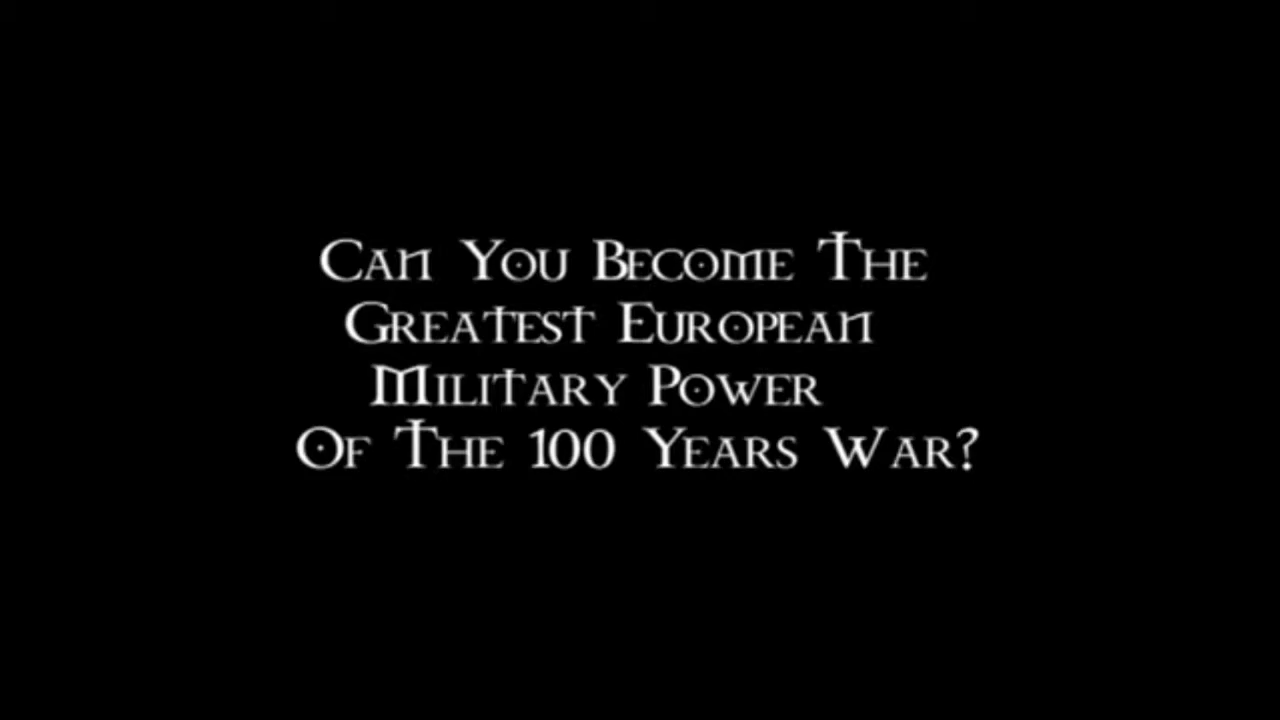 Can You Become The
Greatest European
Military Power
Of The 100 Years War?